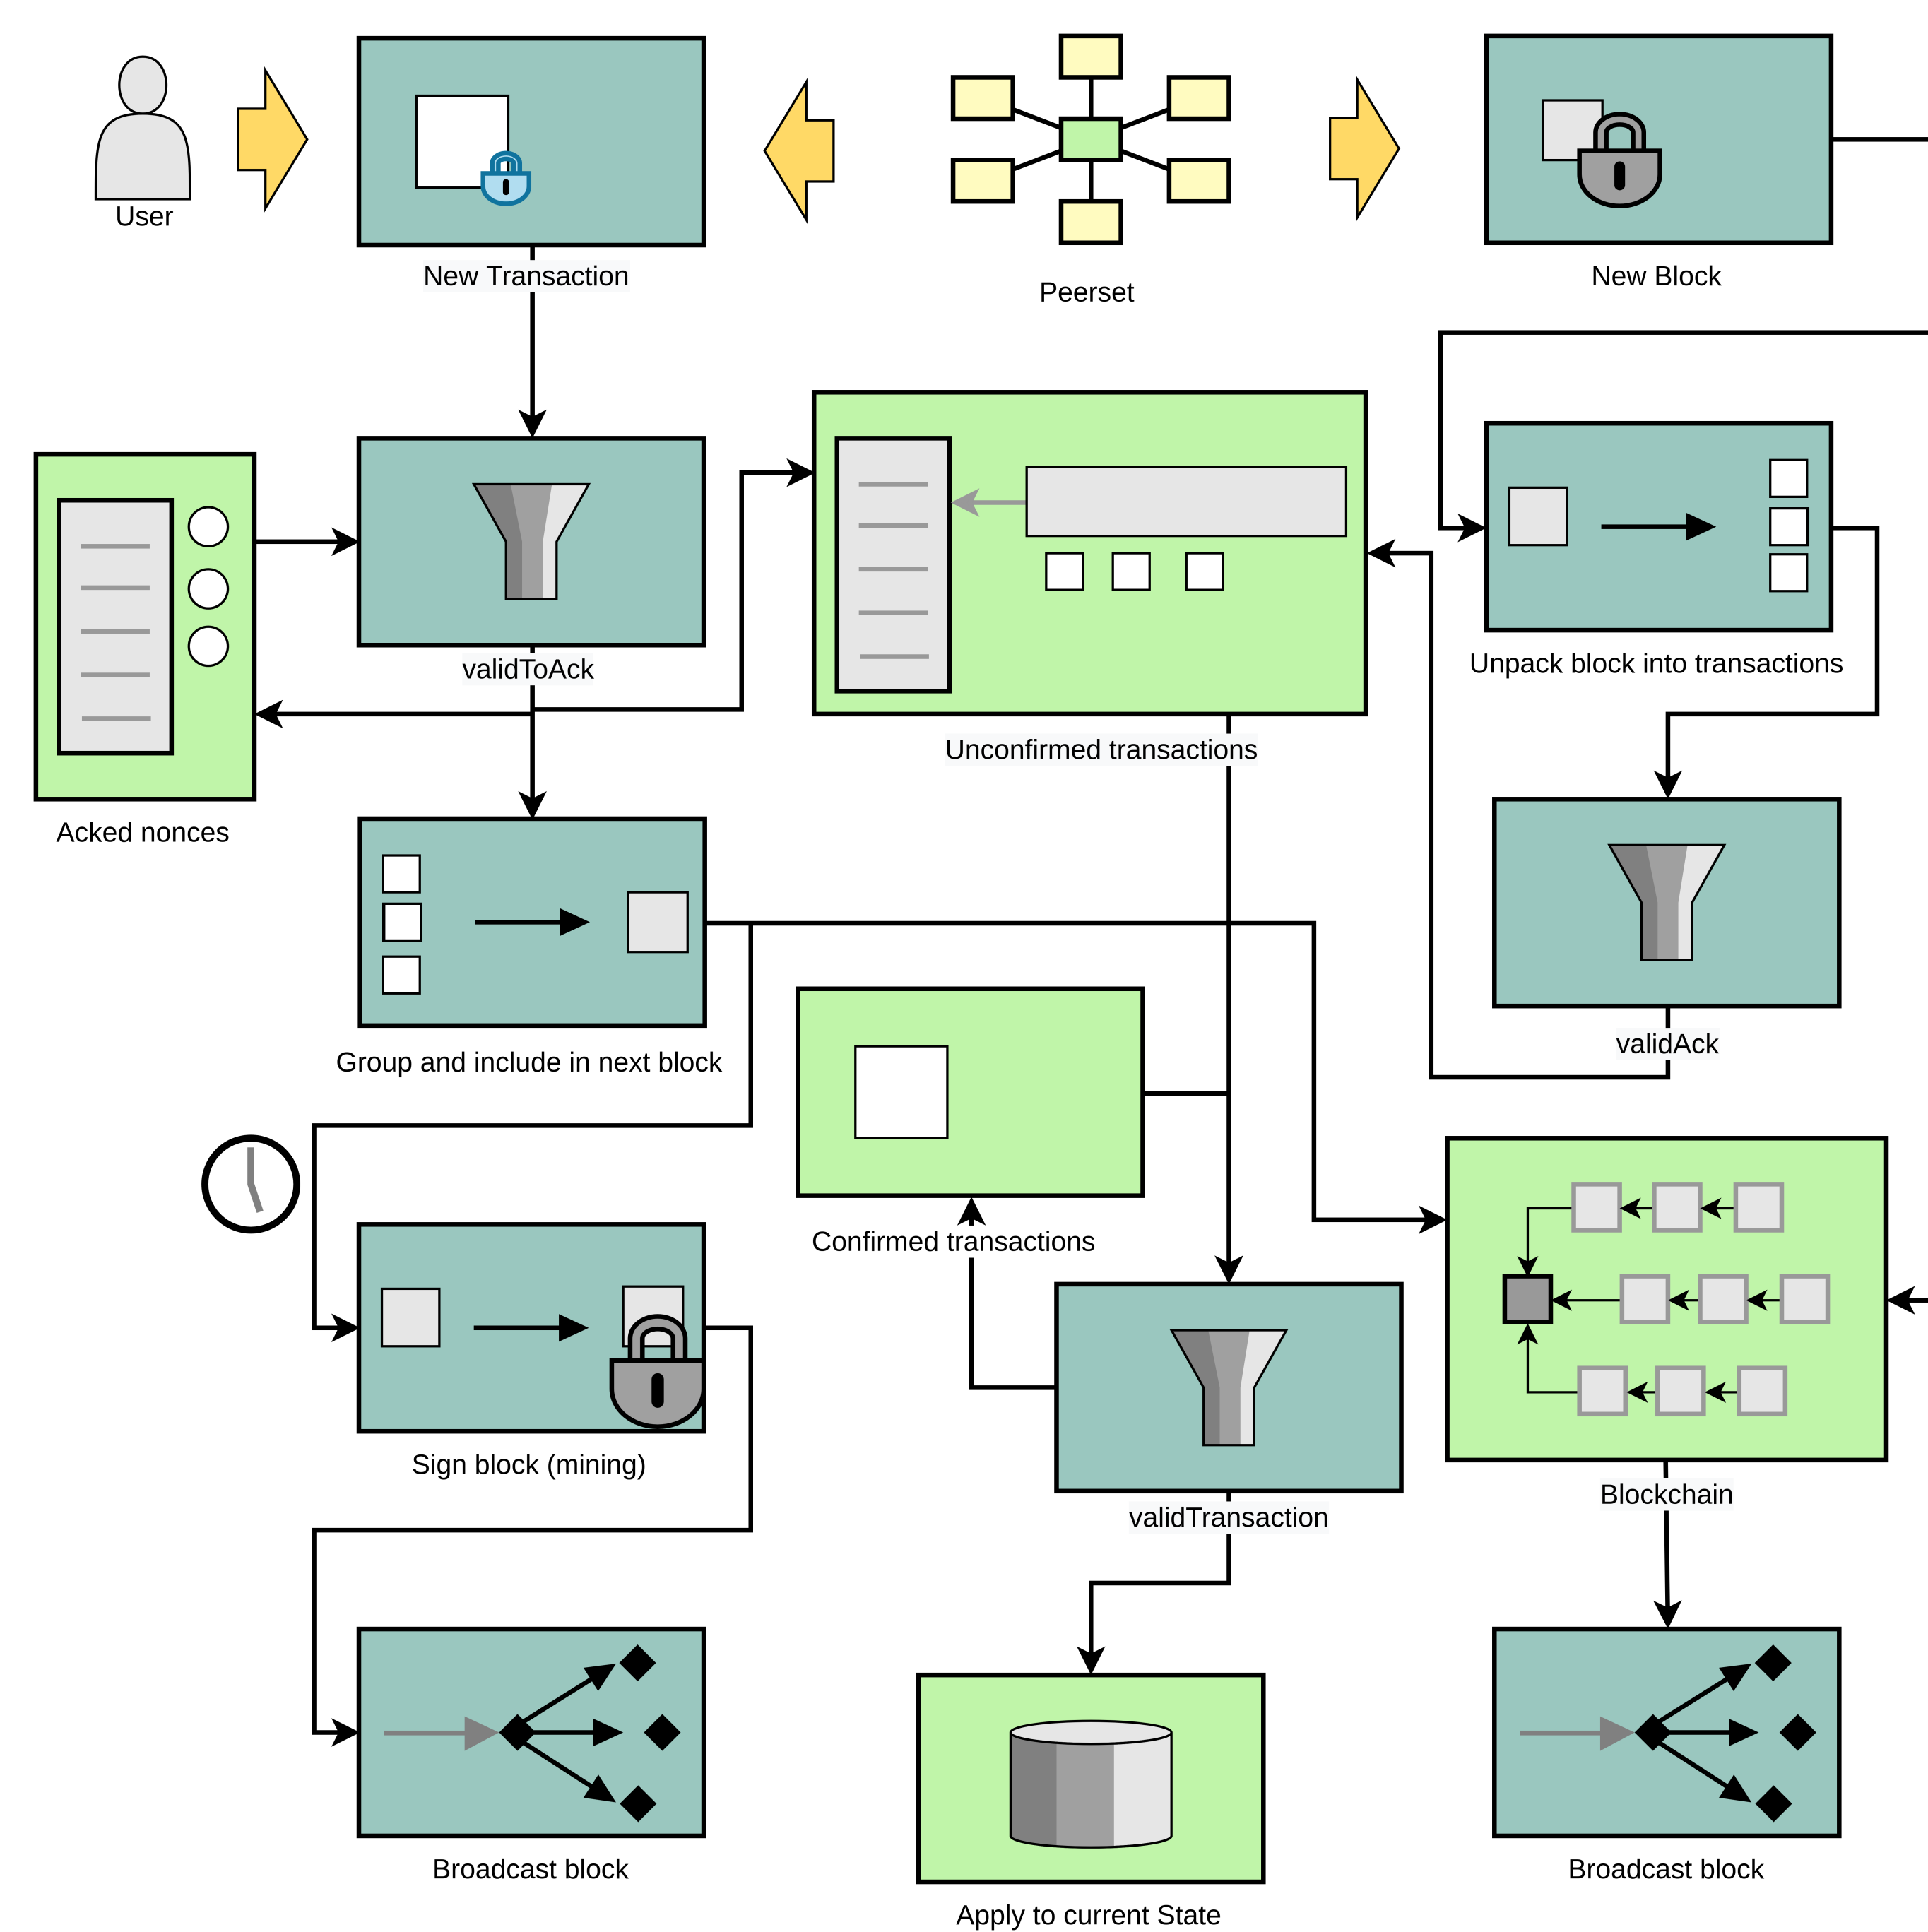 User
New Transaction
Peerset
New Block
validToAck
Unconfirmed transactions
Unpack block into transactions
Acked nonces
Group and include in next block
validAck
Confirmed transactions
Sign block (mining)
validTransaction
Blockchain
Broadcast block
Apply to current State
Broadcast block